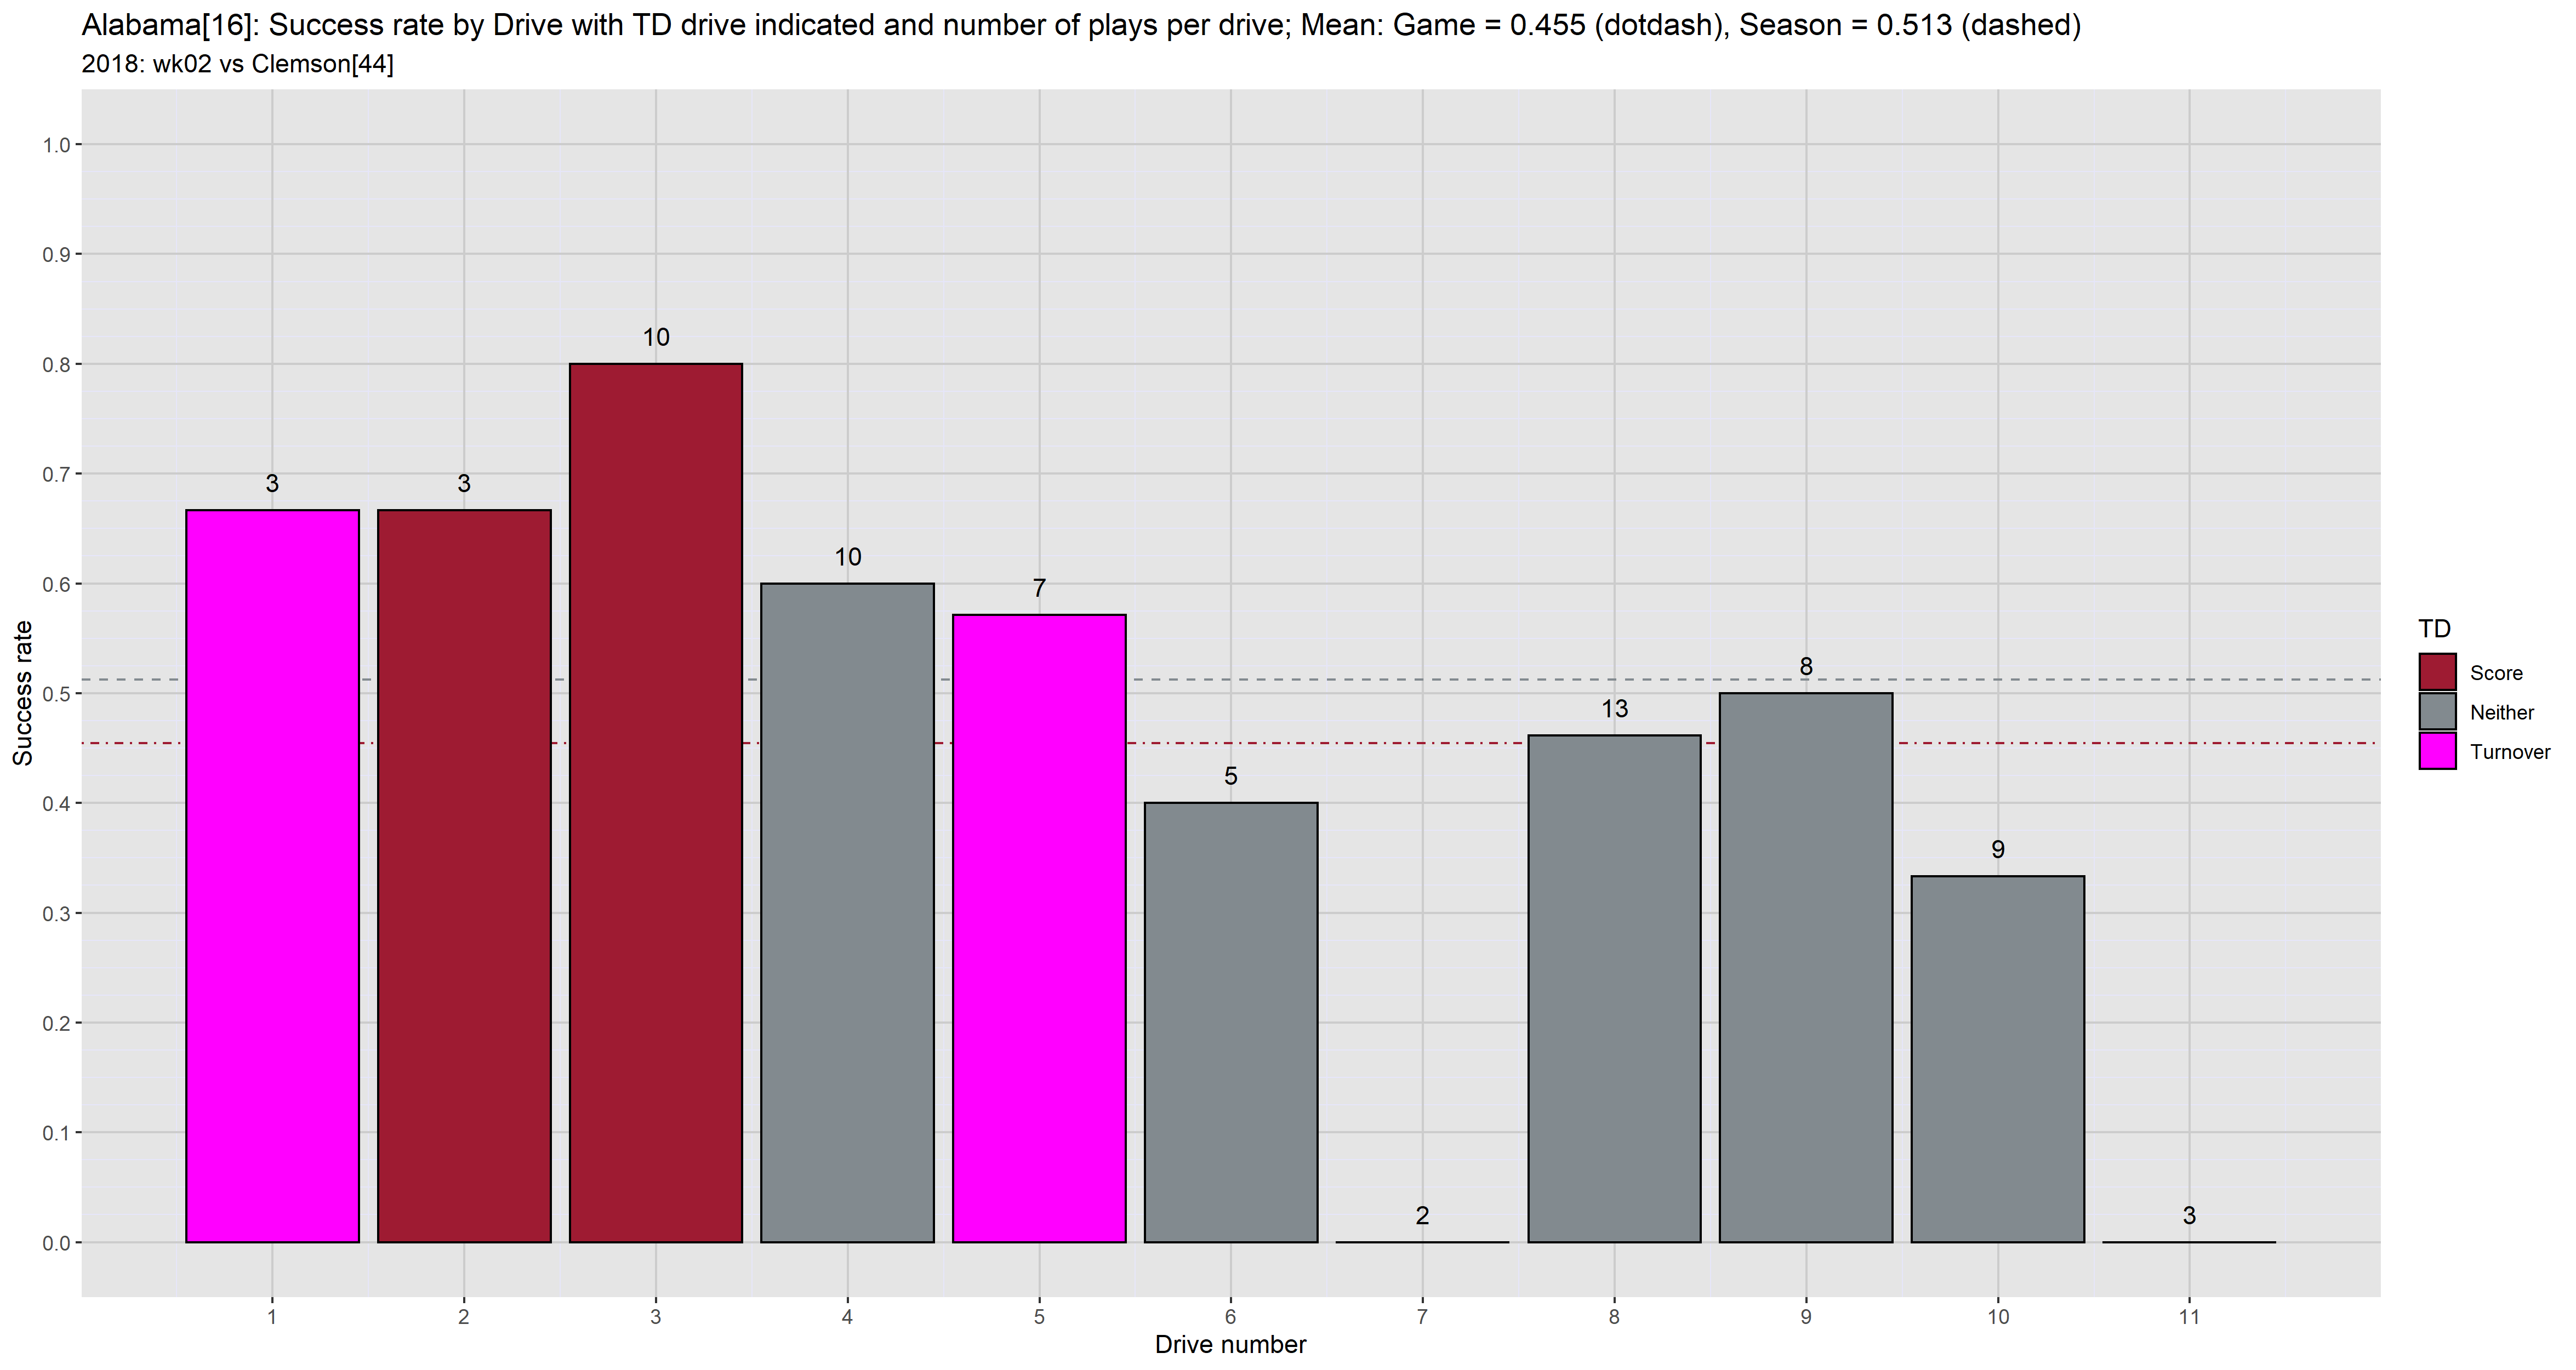 Alabama[16]: Success rate by Drive with TD drive indicated and number of plays per drive; Mean: Game = 0.455 (dotdash), Season = 0.513 (dashed)
2018: wk02 vs Clemson[44]
Success rate
1.0
0.9
0.8
0.7
0.6
0.5
0.4
0.3
0.2
0.1
0.0
3
3
10
10
7
5
2
13
8
9
3
1 2 3 4 5 6 7 8 9 10 11
Drive number
TD
Score
Neither
Turnover